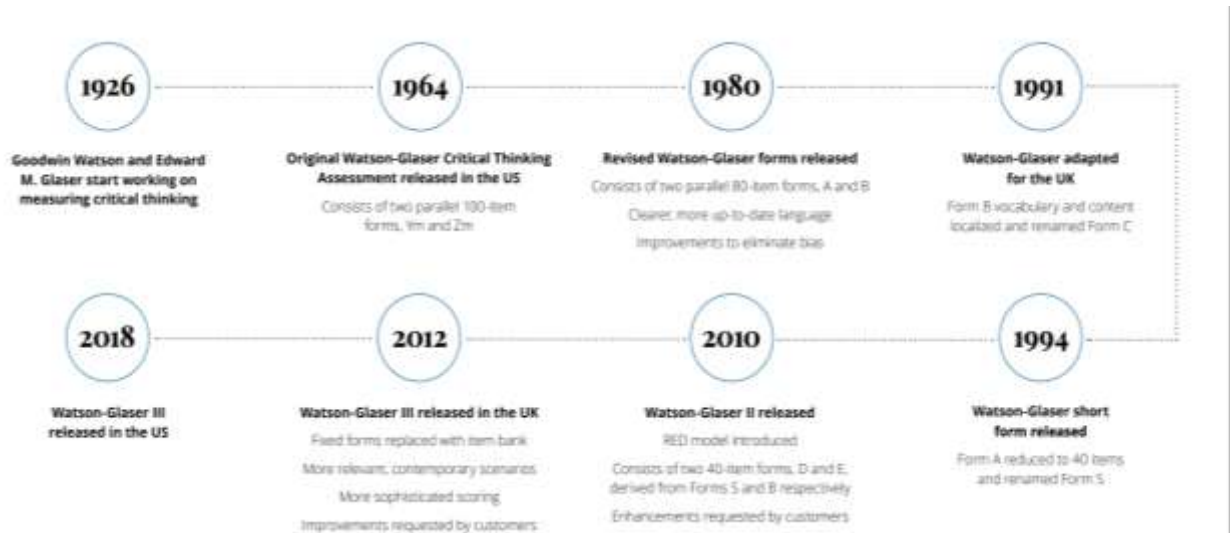 1926
1964
1980
1991
Goodwin Watson and Edward
M. Glaser start working on
measuring critical thinking
Original Watson-Glaser Critical Thinking
Assessment released in the US
Consists of two parallel 100-item
forms, Ym and Zm
Revised Watson-Glaser forms released
Consists of two parallel 80-item forms, A and B
Clearer, more up-to-date language
Improvements to eliminate bias
Watson-Glaser adapted
for the UK
Form B vocabulary and content
localized and renamed Form C
1994
Watson-Glaser short
form released
Form A reduced to 40 items
and renamed Form S
2010
Watson-Glaser II released
RED model introduced
Consists of two 40-item forms, D and E,
derived from Forms S and B respectively
Enhancements requested by customers
2012
Watson-Glaser III released in the UK
Fixed forms replaced with item bank
More relevant, contemporary scenarios
More sophisticated scoring
Improvements requested by customers
2018
Watson-Glaser III
released in the US